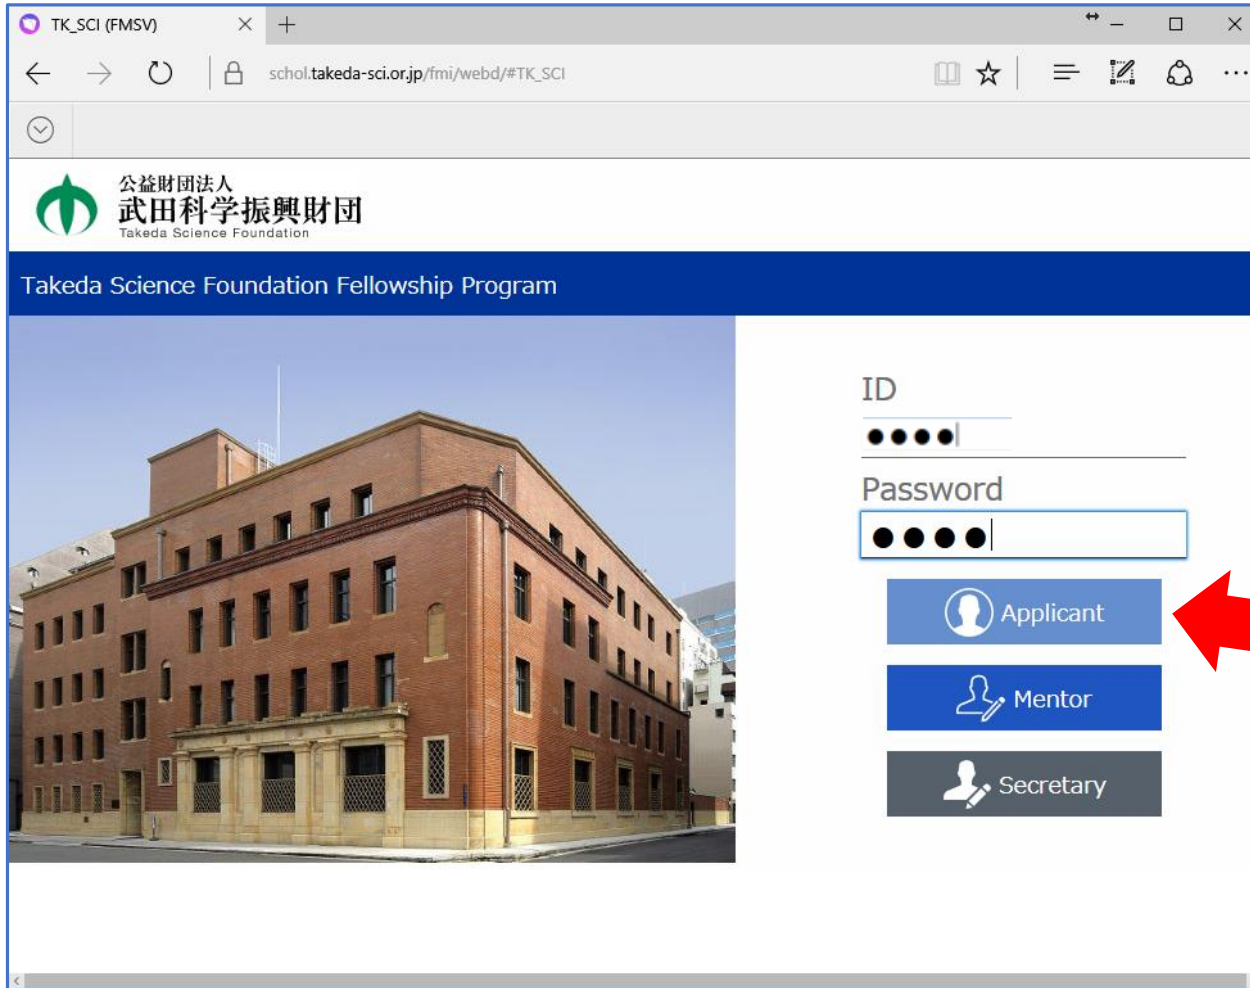 TK_SCI (FMSV)
schol.takeda-sci.or.jp/fmi/webd/#TK_SCI
公益財団法人
武田科学振興財団
Takeda Science Foundation
Takeda Science Foundation Fellowship Program
ID
●●●●
Password
●●●●
Applicant
Mentor
Secretary